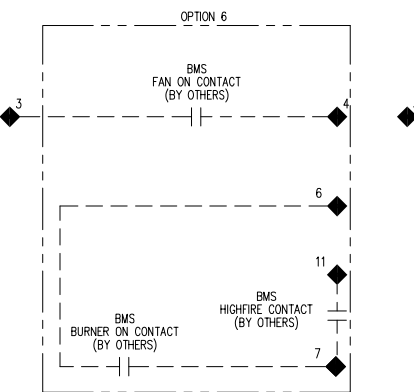 OPTION 6
BMS
FAN ON CONTACT
(BY OTHERS)
3
4
6
11
BMS
HIGHFIRE CONTACT
(BY OTHERS)
BMS
BURNER ON CONTACT
(BY OTHERS)
7